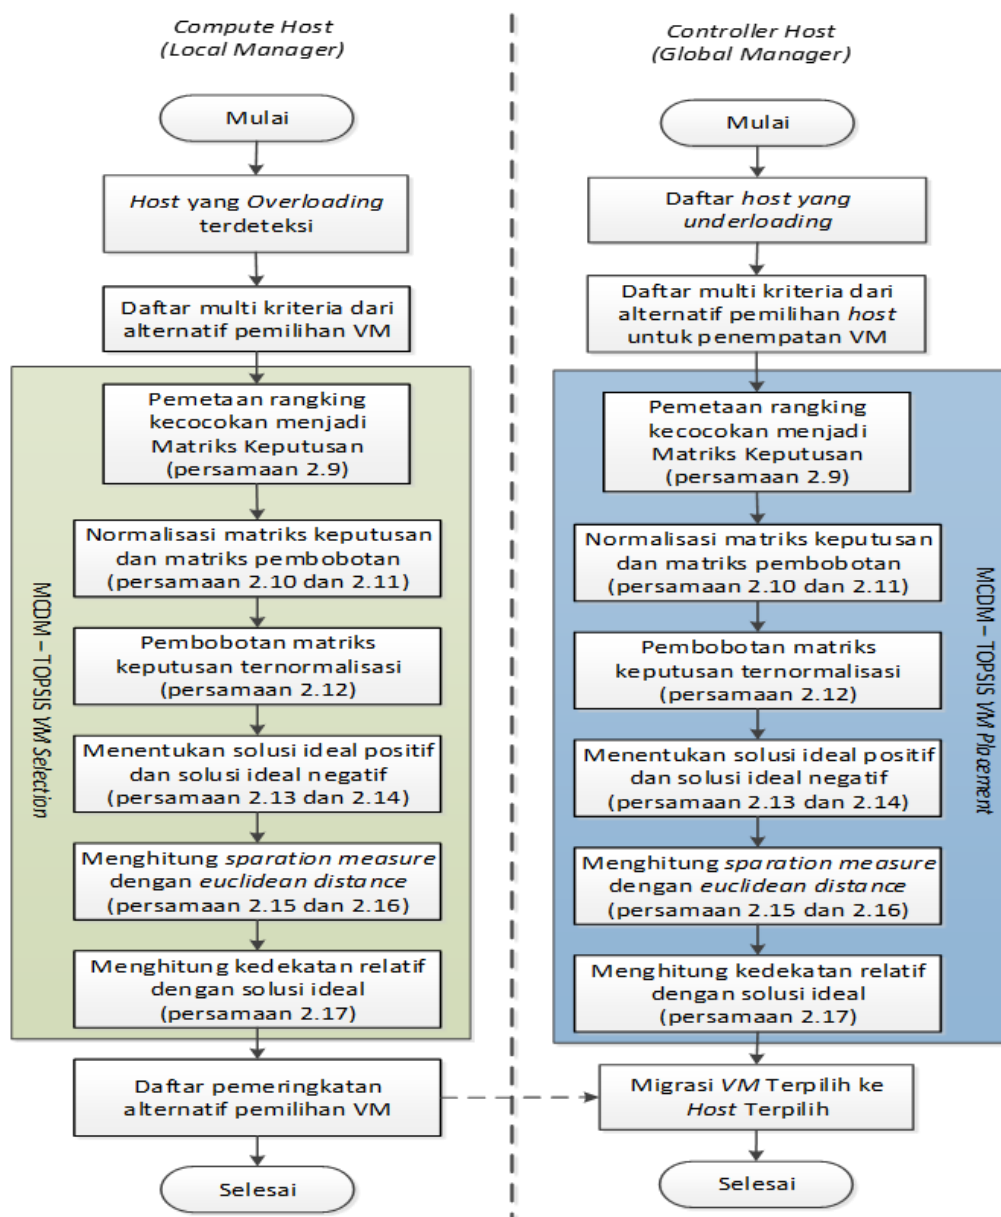 Compute Host
(Local Manager)
Mulai
Host yang Overloading
terdeteksi
Daftar multi kriteria dari
alternatif pemilihan VM
MCDM – TOPSIS VM Selection
Pemetaan rangking
kecocokan menjadi
Matriks Keputusan
(persamaan 2.9)
Normalisasi matriks keputusan
dan matriks pembobotan
(persamaan 2.10 dan 2.11)
Pembobotan matriks
keputusan ternormalisasi
(persamaan 2.12)
Menentukan solusi ideal positif
dan solusi ideal negatif
(persamaan 2.13 dan 2.14)
Menghitung sparation measure
dengan euclidean distance
(persamaan 2.15 dan 2.16)
Menghitung kedekatan relatif
dengan solusi ideal
(persamaan 2.17)
Daftar pemeringkatan
alternatif pemilihan VM
Selesai
Controller Host
(Global Manager)
Mulai
Daftar host yang
underloading
Daftar multi kriteria dari
alternatif pemilihan host
untuk penempatan VM
Pemetaan rangking
kecocokan menjadi
Matriks Keputusan
(persamaan 2.9)
Normalisasi matriks keputusan
dan matriks pembobotan
(persamaan 2.10 dan 2.11)
Pembobotan matriks
keputusan ternormalisasi
(persamaan 2.12)
Menentukan solusi ideal positif
dan solusi ideal negatif
(persamaan 2.13 dan 2.14)
Menghitung sparation measure
dengan euclidean distance
(persamaan 2.15 dan 2.16)
Menghitung kedekatan relatif
dengan solusi ideal
(persamaan 2.17)
MCDM – TOPSIS VM Placement
Migrasi VM Terpilih ke
Host Terpilih
Selesai